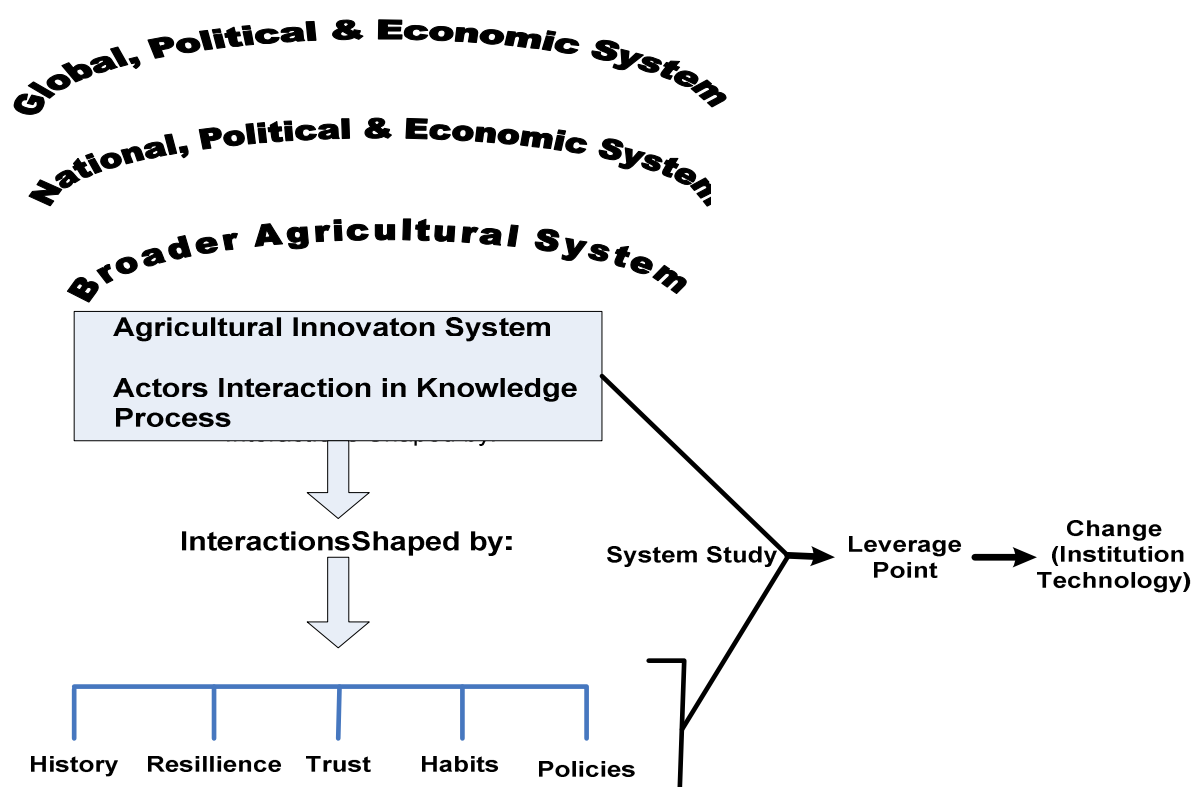 Global, Political & Economic System
National, Political & Economic System
Broader Agricultural System
Agricultural Innovaton System
Actors Interaction in Knowledge
Process
InteractionsShaped by:
System Study
Leverage
Point
Change
(Institution
Technology)
History
Resillience
Trust
Habits
Policies